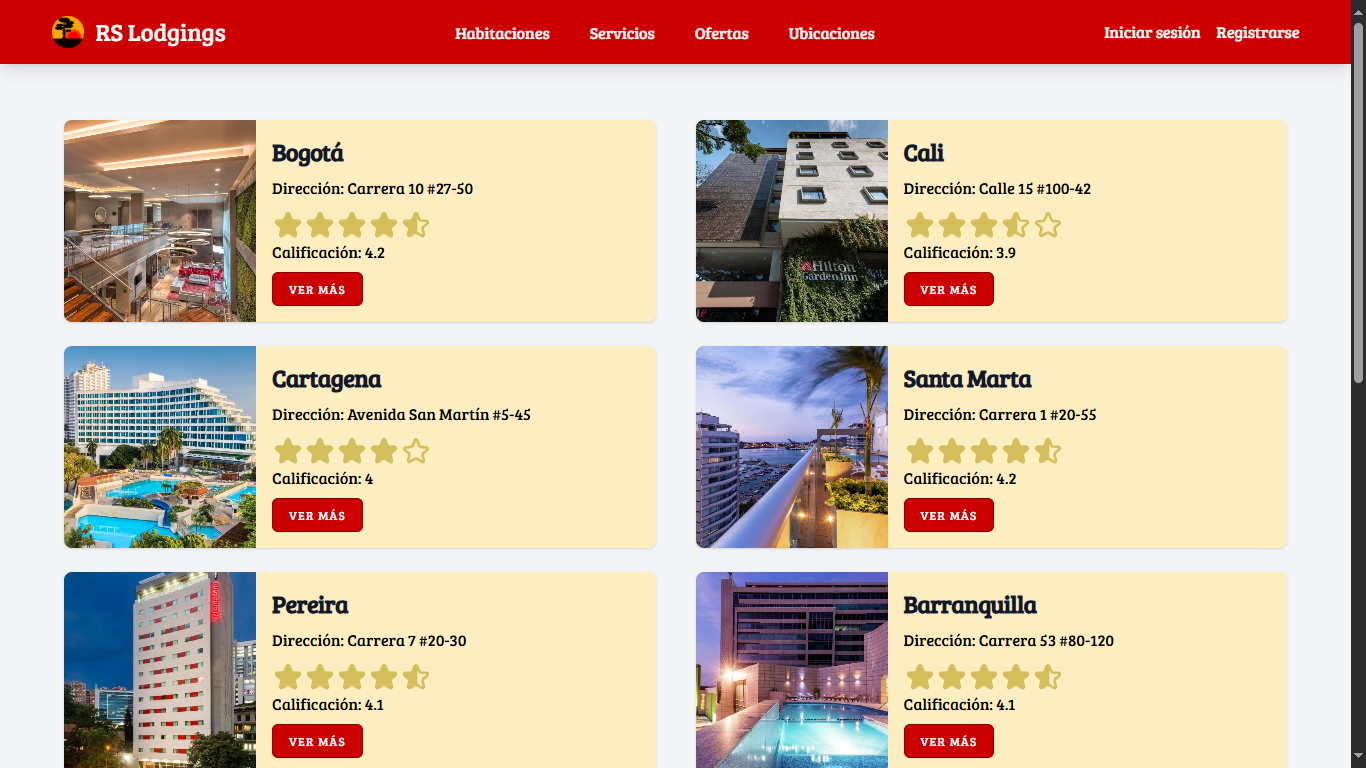 RS Lodgings
Habitaciones
Servicios
Ofertas
Ubicaciones
Iniciar sesión
Registrarse
Bogotá
Dirección: Carrera 10 #27-50
Calificación: 4.2
VER MÁS
Cali
Dirección: Calle 15 #100-42
Calificación: 3.9
VER MÁS
Hilton
Garden Inn
Cartagena
Dirección: Avenida San Martín #5-45
Calificación: 4
VER MÁS
Santa Marta
Dirección: Carrera 1 #20-55
Calificación: 4.2
VER MÁS
Pereira
Dirección: Carrera 7 #20-30
Calificación: 4.1
VER MÁS
Barranquilla
Dirección: Carrera 53 #80-120
Calificación: 4.1
VER MÁS